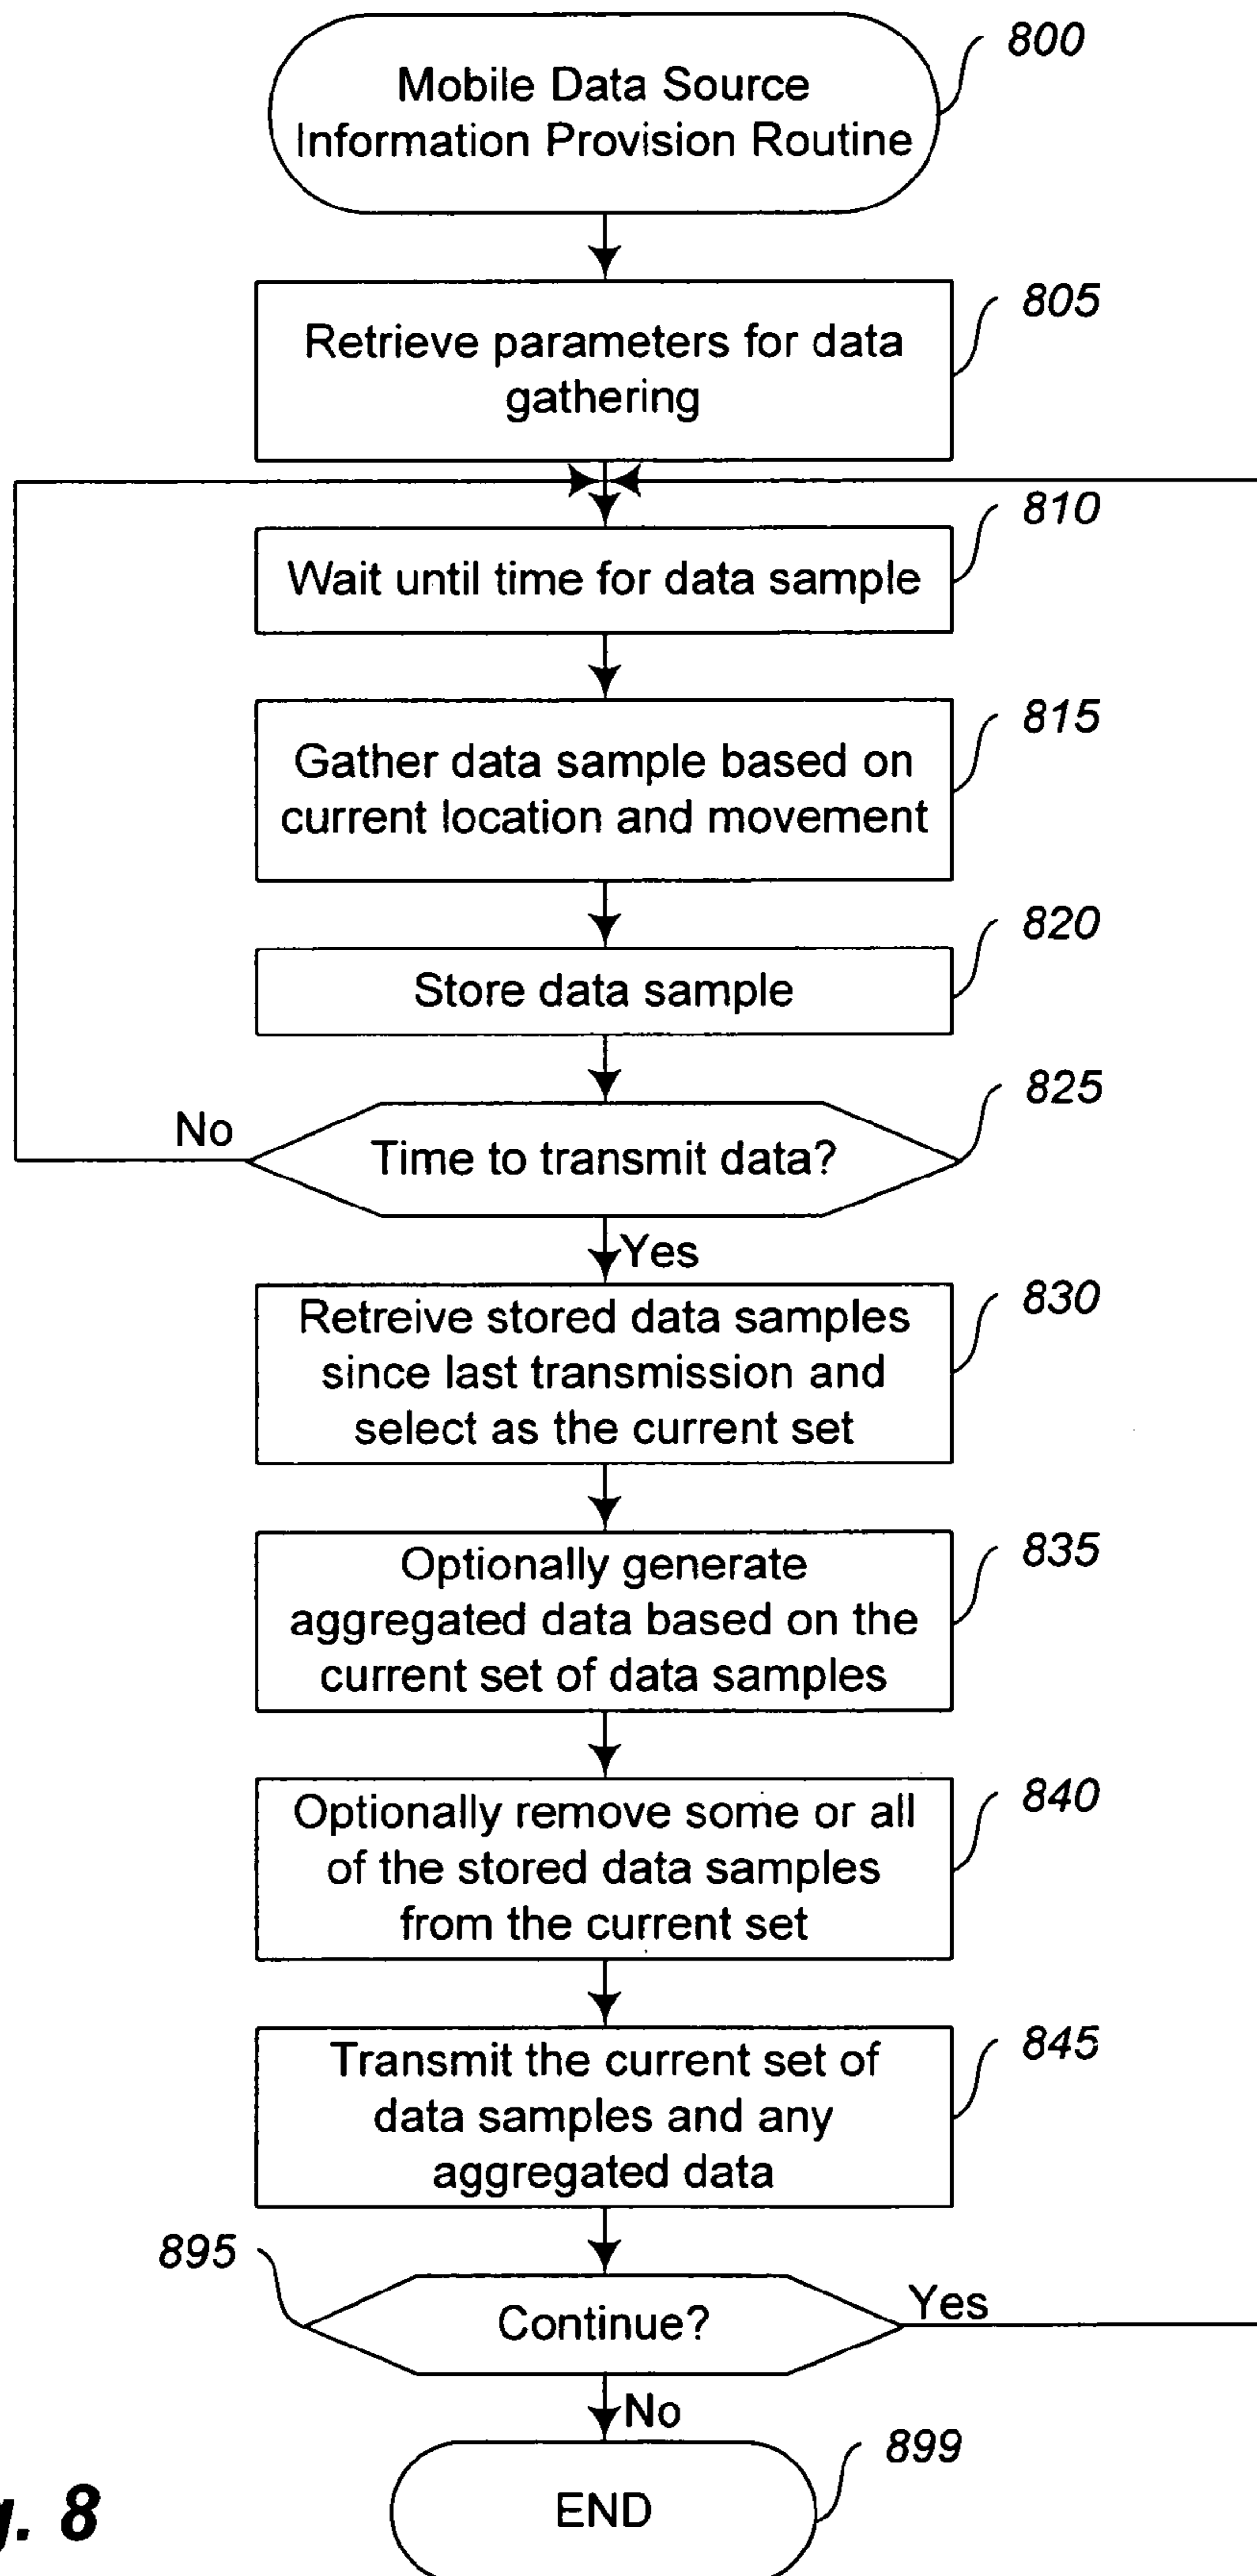 800
Mobile Data Source
Information Provision Routine
805
Retrieve parameters for data
gathering
810
Wait until time for data sample
815
Gather data sample based on
current location and movement
820
Store data sample
825
No
Time to transmit data?
Yes
830
Retreive stored data samples
since last transmission and
select as the current set
835
Optionally generate
aggregated data based on the
current set of data samples
840
Optionally remove some or all
of the stored data samples
from the current set
845
Transmit the current set of
data samples and any
aggregated data
895
Continue?
Yes
No
899
END
g. 8